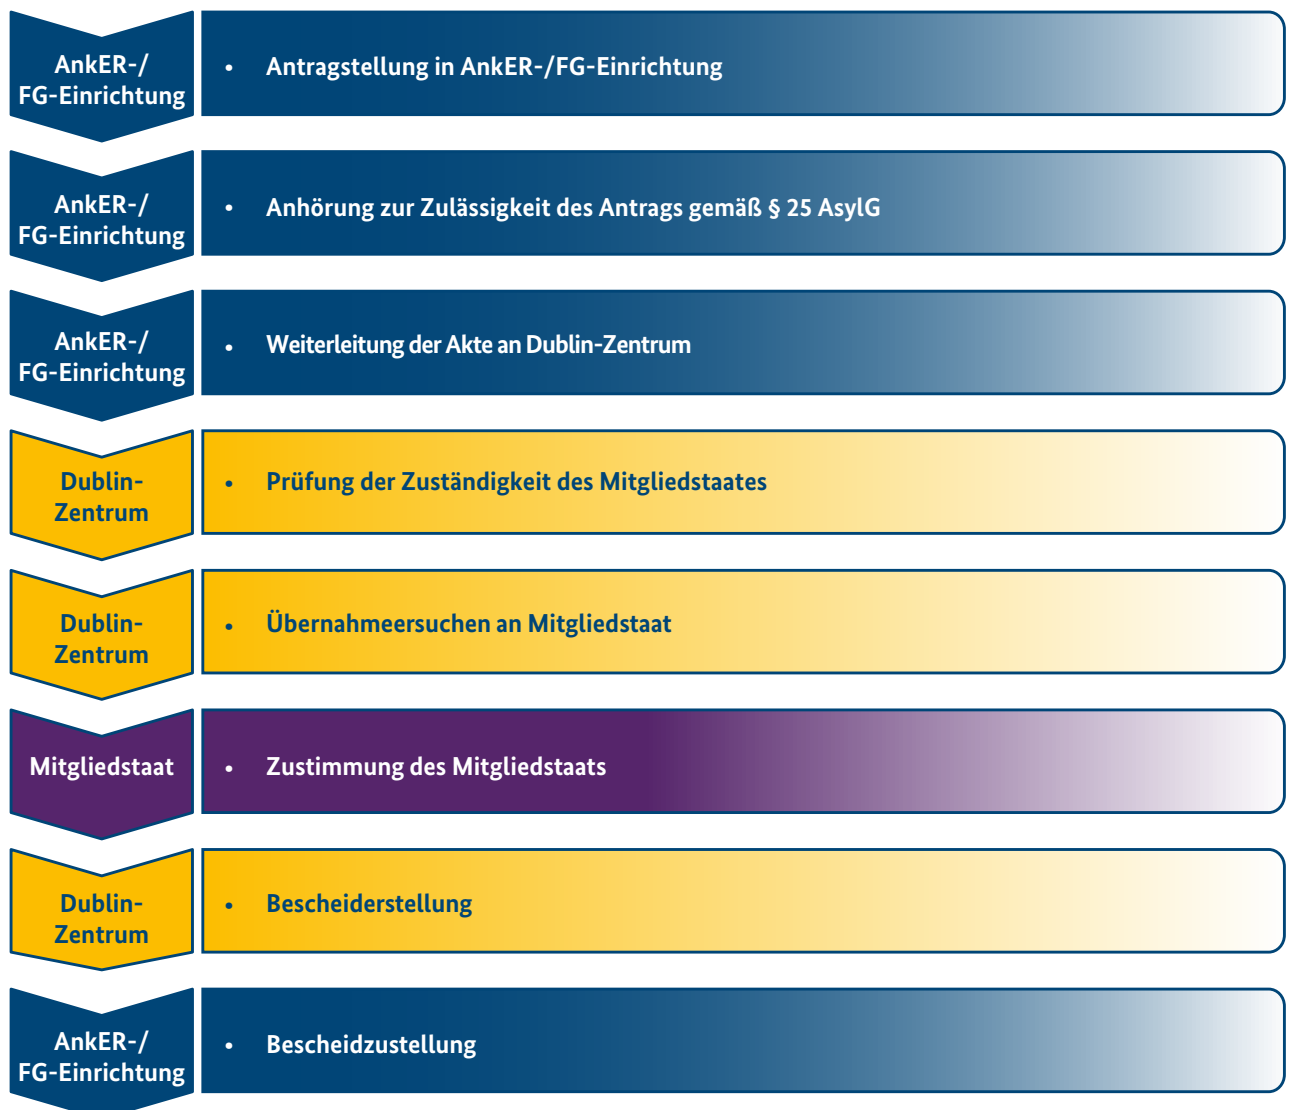 AnkER-/
FG-Einrichtung
• Antragstellung in AnkER-/FG-Einrichtung
AnkER-/
FG-Einrichtung
• Anhörung zur Zulässigkeit des Antrags gemäß § 25 AsylG
AnkER-/
FG-Einrichtung
• Weiterleitung der Akte an Dublin-Zentrum
Dublin-
Zentrum
• Prüfung der Zuständigkeit des Mitgliedstaates
Dublin-
Zentrum
• Übernahmeersuchen an Mitgliedstaat
Mitgliedstaat
• Zustimmung des Mitgliedstaats
Dublin-
Zentrum
• Bescheiderstellung
AnkER-/
FG-Einrichtung
• Bescheidzustellung